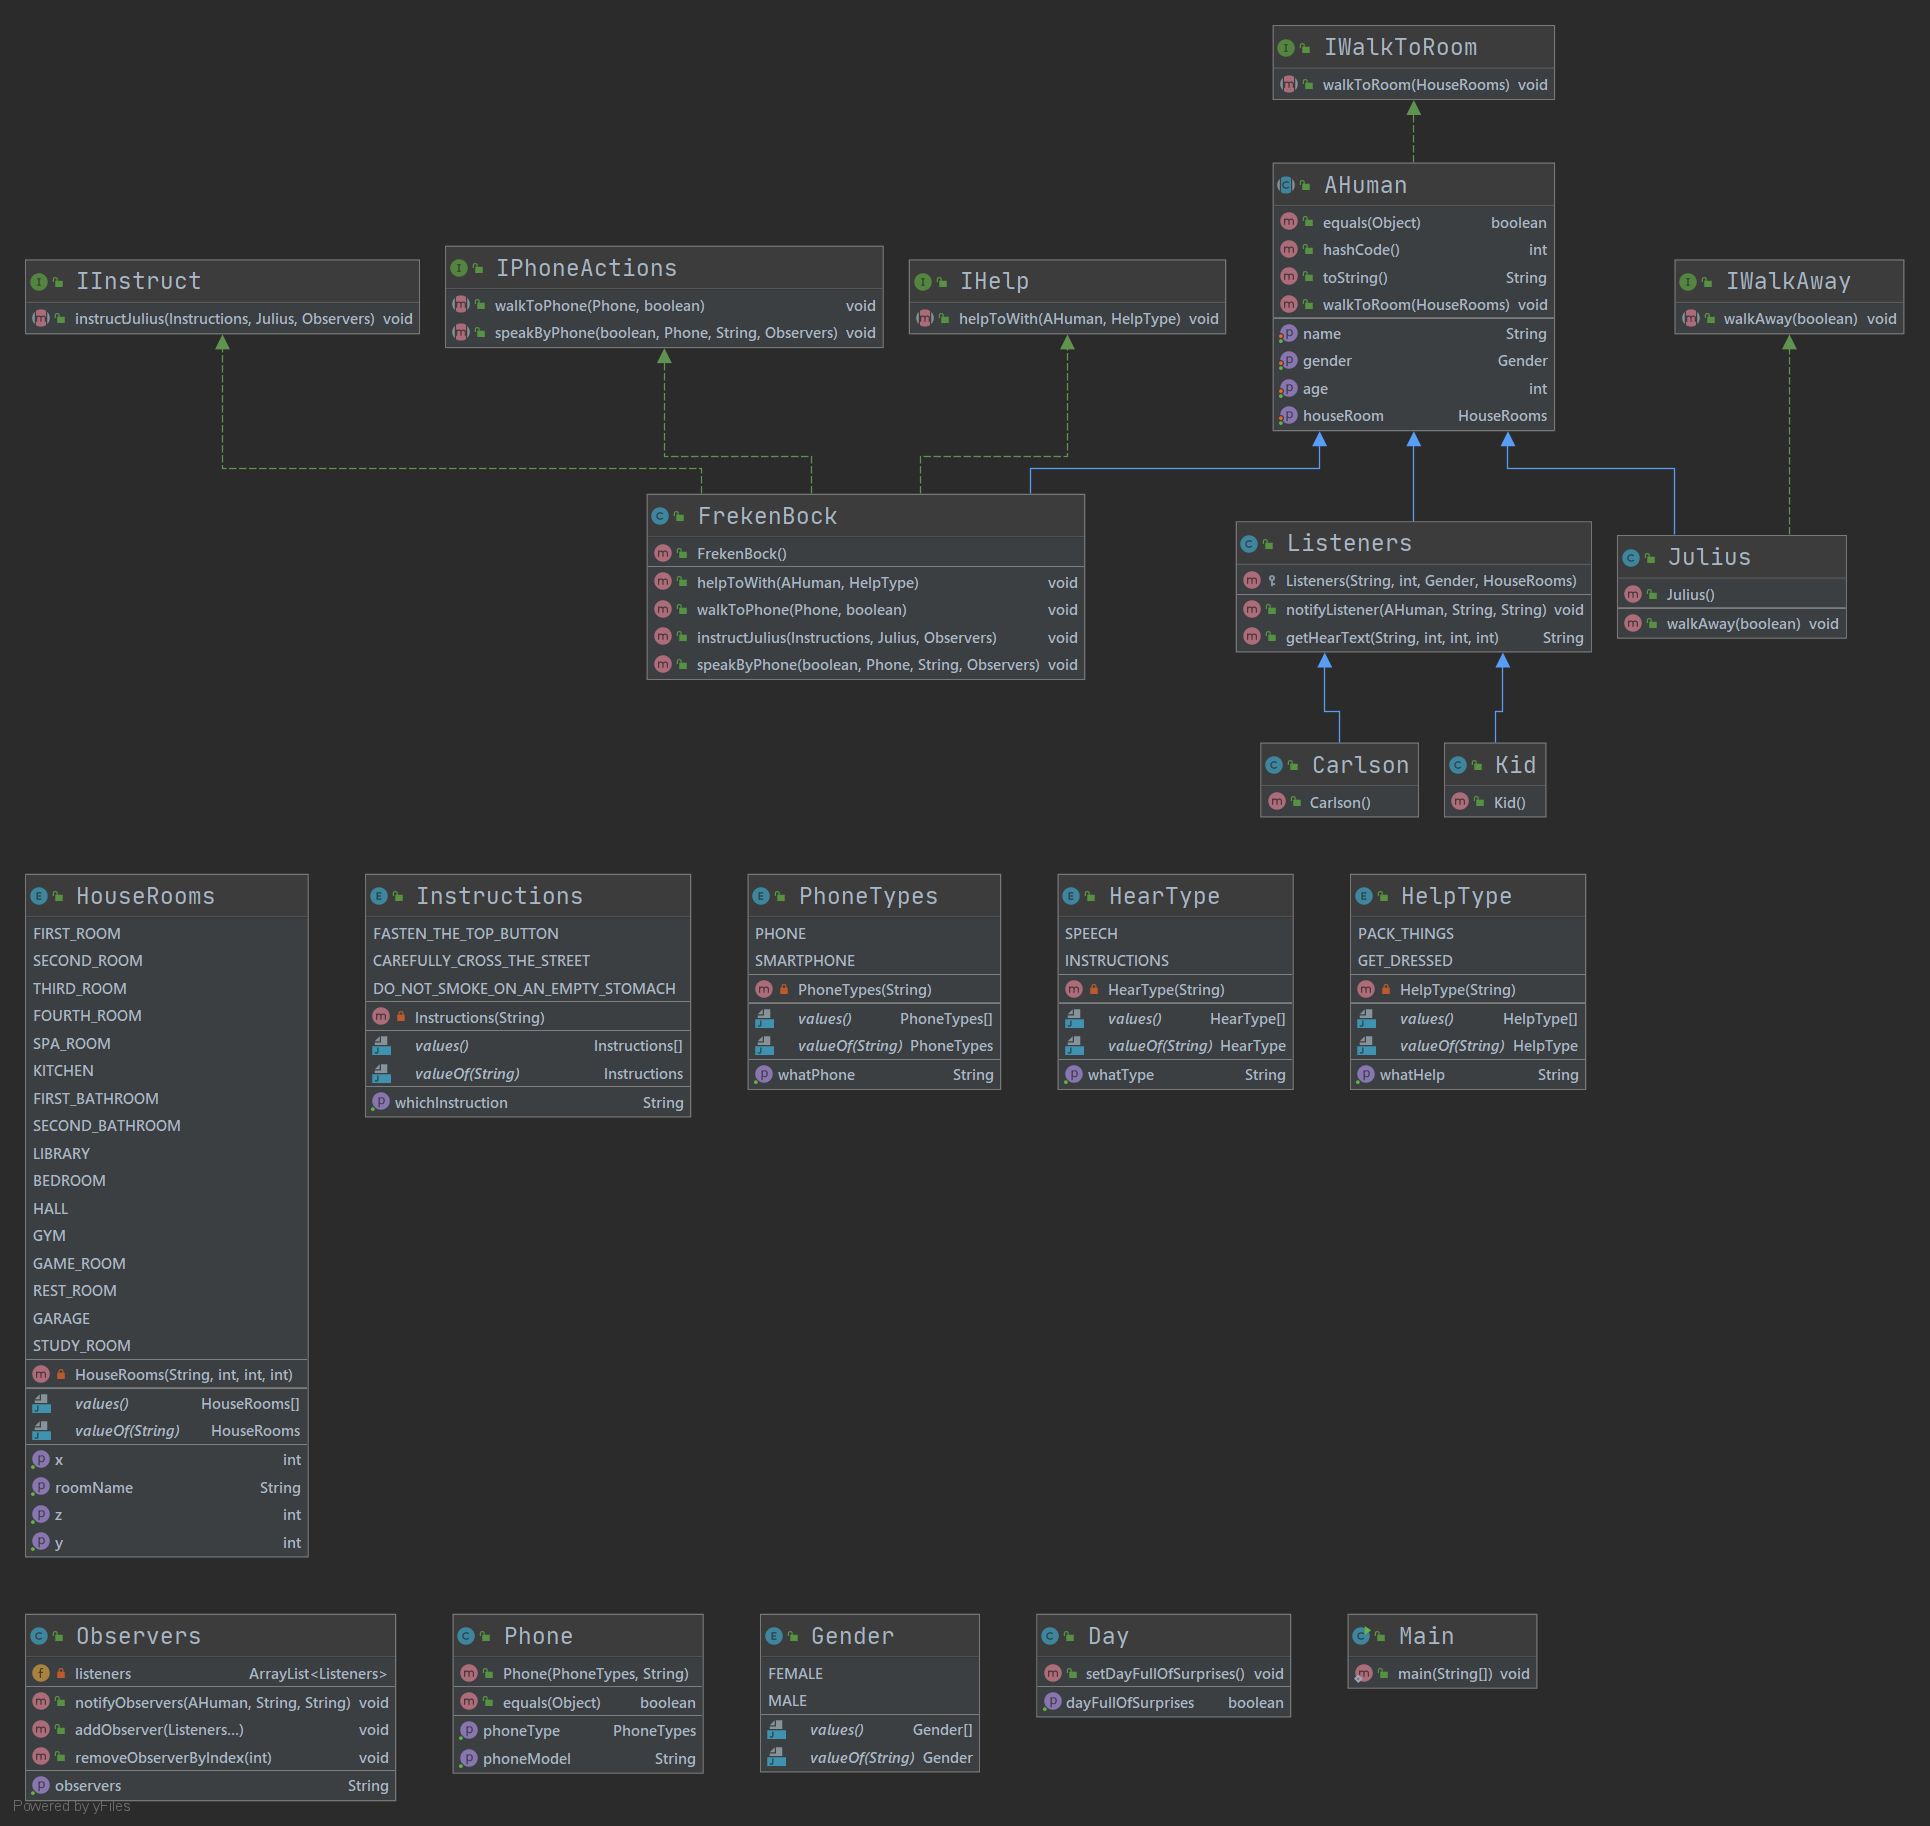 IWalkToRoom
walkToRoom(HouseRooms) void
AHuman
equals(Object) boolean
hashCode() int
toString() String
walkToRoom(HouseRooms) void
name String
gender Gender
age int
houseRoom HouseRooms
IInstruct
instructJulius(Instructions, Julius, Observers) void
IPhoneActions
walkToPhone(Phone, boolean) void
speakByPhone(boolean, Phone, String, Observers) void
IHelp
helpToWith(AHuman, HelpType) void
IWalkAway
walkAway(boolean) void
FrekenBock
FrekenBock()
helpToWith(AHuman, HelpType) void
walkToPhone(Phone, boolean) void
instructJulius(Instructions, Julius, Observers) void
speakByPhone(boolean, Phone, String, Observers) void
Listeners
Listeners(String, int, Gender, HouseRooms)
notifyListener(AHuman, String, String) void
getHearText(String, int, int, int) String
Julius
Julius()
walkAway(boolean) void
Carlson
Carlson()
Kid
Kid()
HouseRooms
FIRST_ROOM
SECOND_ROOM
THIRD_ROOM
FOURTH_ROOM
SPA_ROOM
KITCHEN
FIRST_BATHROOM
SECOND_BATHROOM
LIBRARY
BEDROOM
HALL
GYM
GAME_ROOM
REST_ROOM
GARAGE
STUDY_ROOM
HouseRooms(String, int, int, int)
values() HouseRooms[]
valueOf(String) HouseRooms
x int
roomName String
z int
y int
Instructions
FASTEN_THE_TOP_BUTTON
CAREFULLY_CROSS_THE_STREET
DO_NOT_SMOKE_ON_AN_EMPTY_STOMACH
Instructions(String)
values() Instructions[]
valueOf(String) Instructions
whichInstruction String
PhoneTypes
PHONE
SMARTPHONE
PhoneTypes(String)
values() PhoneTypes[]
valueOf(String) PhoneTypes
whatPhone String
HearType
SPEECH
INSTRUCTIONS
HearType(String)
values() HearType[]
valueOf(String) HearType
whatType String
HelpType
PACK_THINGS
GET_DRESSED
HelpType(String)
values() HelpType[]
valueOf(String) HelpType
whatHelp String
Observers
listeners ArrayList<Listeners>
notifyObservers(AHuman, String, String) void
addObserver(Listeners...) void
removeObserverByIndex(int) void
observers String
Phone
Phone(PhoneTypes, String)
equals(Object) boolean
phoneType PhoneTypes
phoneModel String
Gender
FEMALE
MALE
values() Gender[]
valueOf(String) Gender
Day
setDayFullOfSurprises() void
dayFullOfSurprises boolean
Main
main(String[]) void
Powered by yFiles